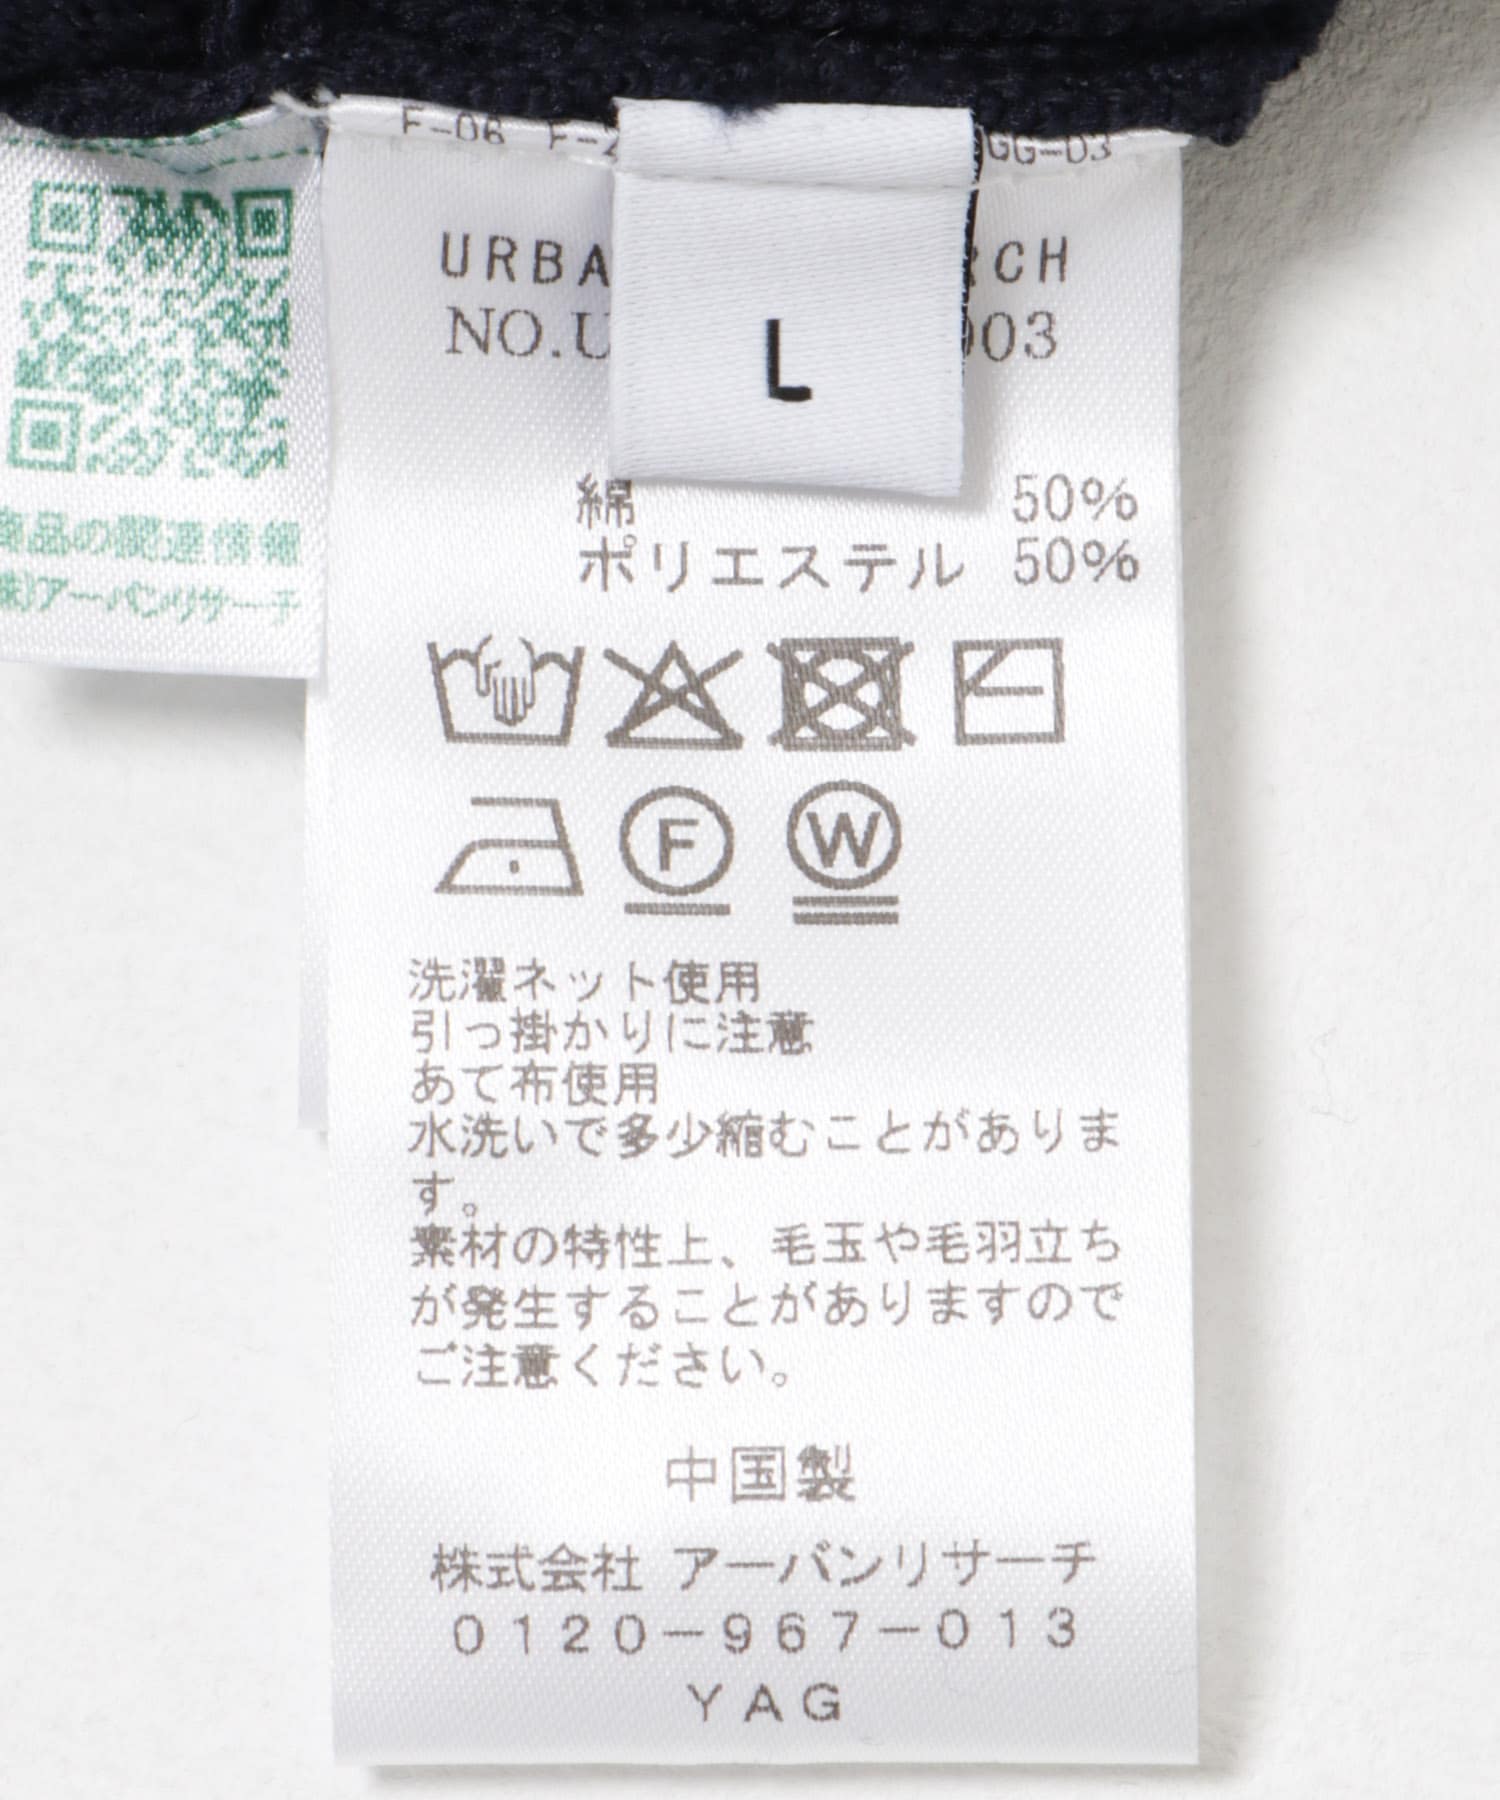 商品の関連情報
株)アーバンリサーチ
L
綿 50%
ポリエステル 50%
F
W
洗濯ネット使用
引っ掛かりに注意
あて布使用
水洗いで多少縮むことがありま
す。
素材の特性上、毛玉や毛羽立ち
が発生することがありますので
ご注意ください。
中国製
株式会社 アーバンリサーチ
0120-967-013
YAG